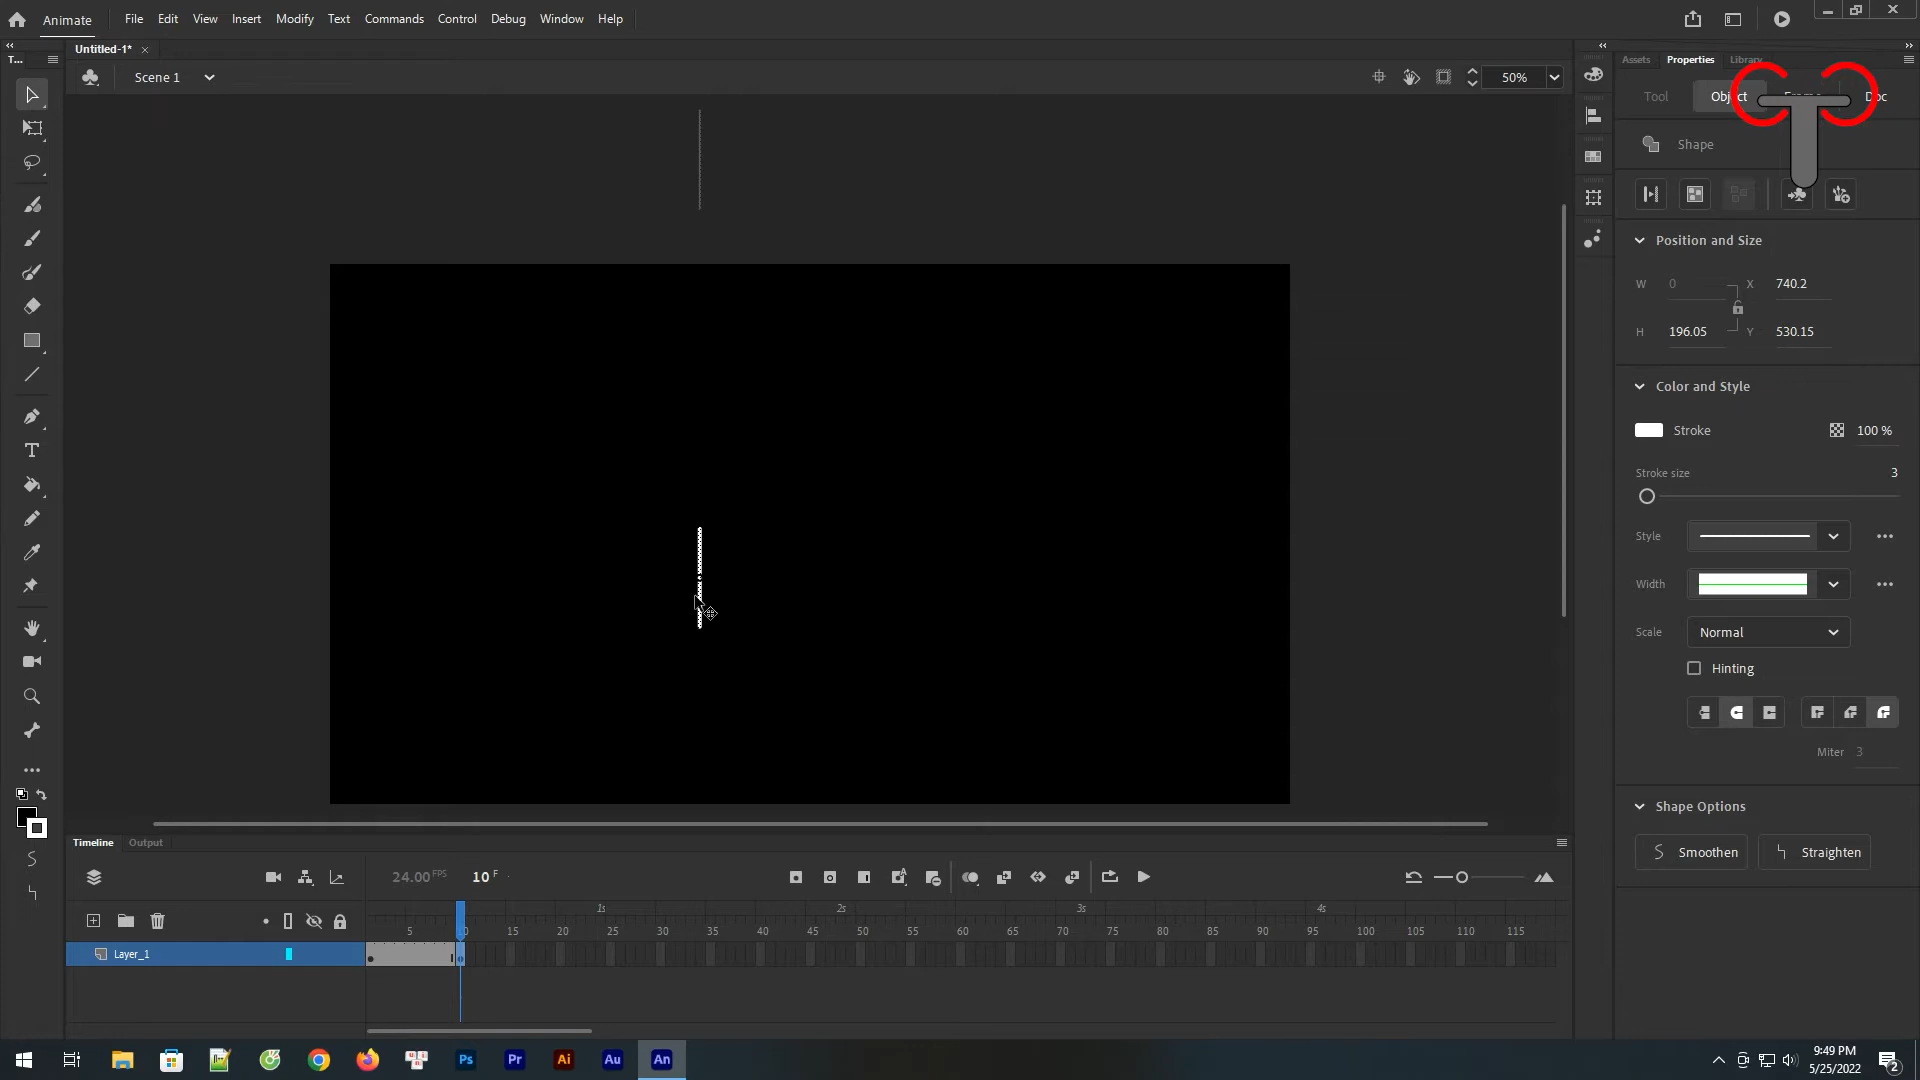 Animate File Edit View Insert Modify Text Commands Control Debug Window Help
Untitled-1* ×
T...
Assets Properties Library
Scene 1
50%
Tool Object Frame Doc
Shape
Position and Size
W 0 X 740.2
H 196.05 Y 530.15
Color and Style
Stroke 100 %
Stroke size 3
Style
Width
Scale Normal
Hinting
Miter 3
Shape Options
Smoothen Straighten
Timeline Output
24.00 FPS 10 F
1s 2s 3s 4s
5 10 15 20 25 30 35 40 45 50 55 60 65 70 75 80 85 90 95 100 105 110 115
Layer_1
Ps Pr Ai Au An
9:49 PM
5/25/2022
2